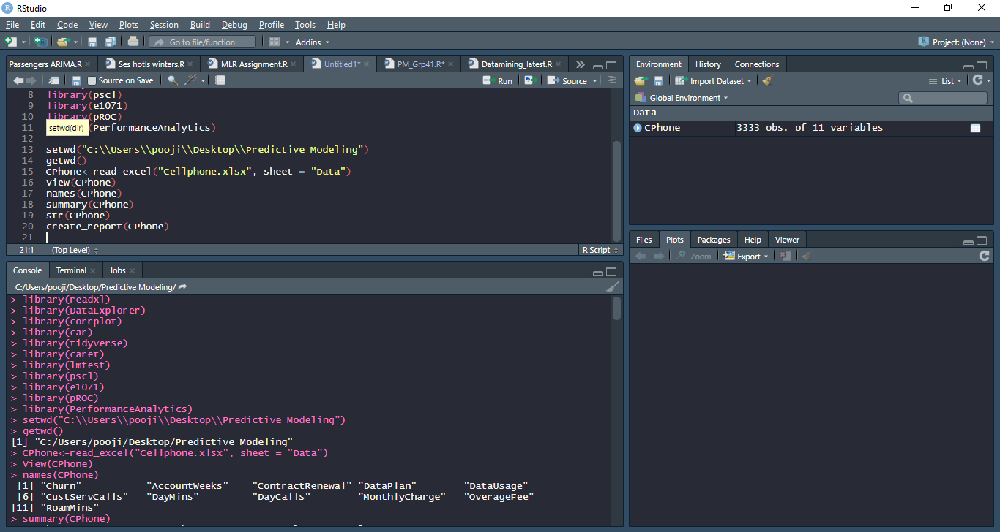 RStudio
File Edit Code View Plots Session Build Debug Profile Tools Help
Go to file/function Addins Project: (None)
Passengers ARIMA.R Ses hotls winters.R MLR Assignment.R Untitled1* PM_Grp41.R* Datamining_latest.R
Source on Save Run Source
8 library(pscl)
9 library(e1071)
10 library(pROC)
11 (PerformanceAnalytics)
setwd(dir)
12
13 setwd("C:\\Users\\pooji\\Desktop\\Predictive Modeling")
14 getwd()
15 CPhone<-read_excel("Cellphone.xlsx", sheet = "Data")
16 View(CPhone)
17 names(CPhone)
18 summary(CPhone)
19 str(CPhone)
20 create_report(CPhone)
21
21:1 (Top Level) R Script
Console Terminal Jobs
C:/Users/pooji/Desktop/Predictive Modeling/
> library(readxl)
> library(DataExplorer)
> library(corrplot)
> library(car)
> library(tidyverse)
> library(caret)
> library(lmtest)
> library(pscl)
> library(e1071)
> library(pROC)
> library(PerformanceAnalytics)
> setwd("C:\\Users\\pooji\\Desktop\\Predictive Modeling")
> getwd()
[1] "C:/Users/pooji/Desktop/Predictive Modeling"
> CPhone<-read_excel("Cellphone.xlsx", sheet = "Data")
> View(CPhone)
> names(CPhone)
[1] "Churn" "AccountWeeks" "ContractRenewal" "DataPlan" "DataUsage"
[6] "CustServCalls" "DayMins" "DayCalls" "MonthlyCharge" "OverageFee"
[11] "RoamMins"
> summary(CPhone)
Environment History Connections
Import Dataset List
Global Environment
Data
CPhone 3333 obs. of 11 variables
Files Plots Packages Help Viewer
Zoom Export